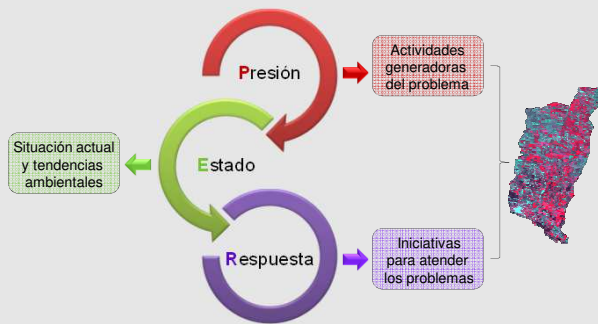 Presión
Actividades
generadoras
del problema
Situación actual
y tendencias
ambientales
Estado
Respuesta
Iniciativas
para atender
los problemas